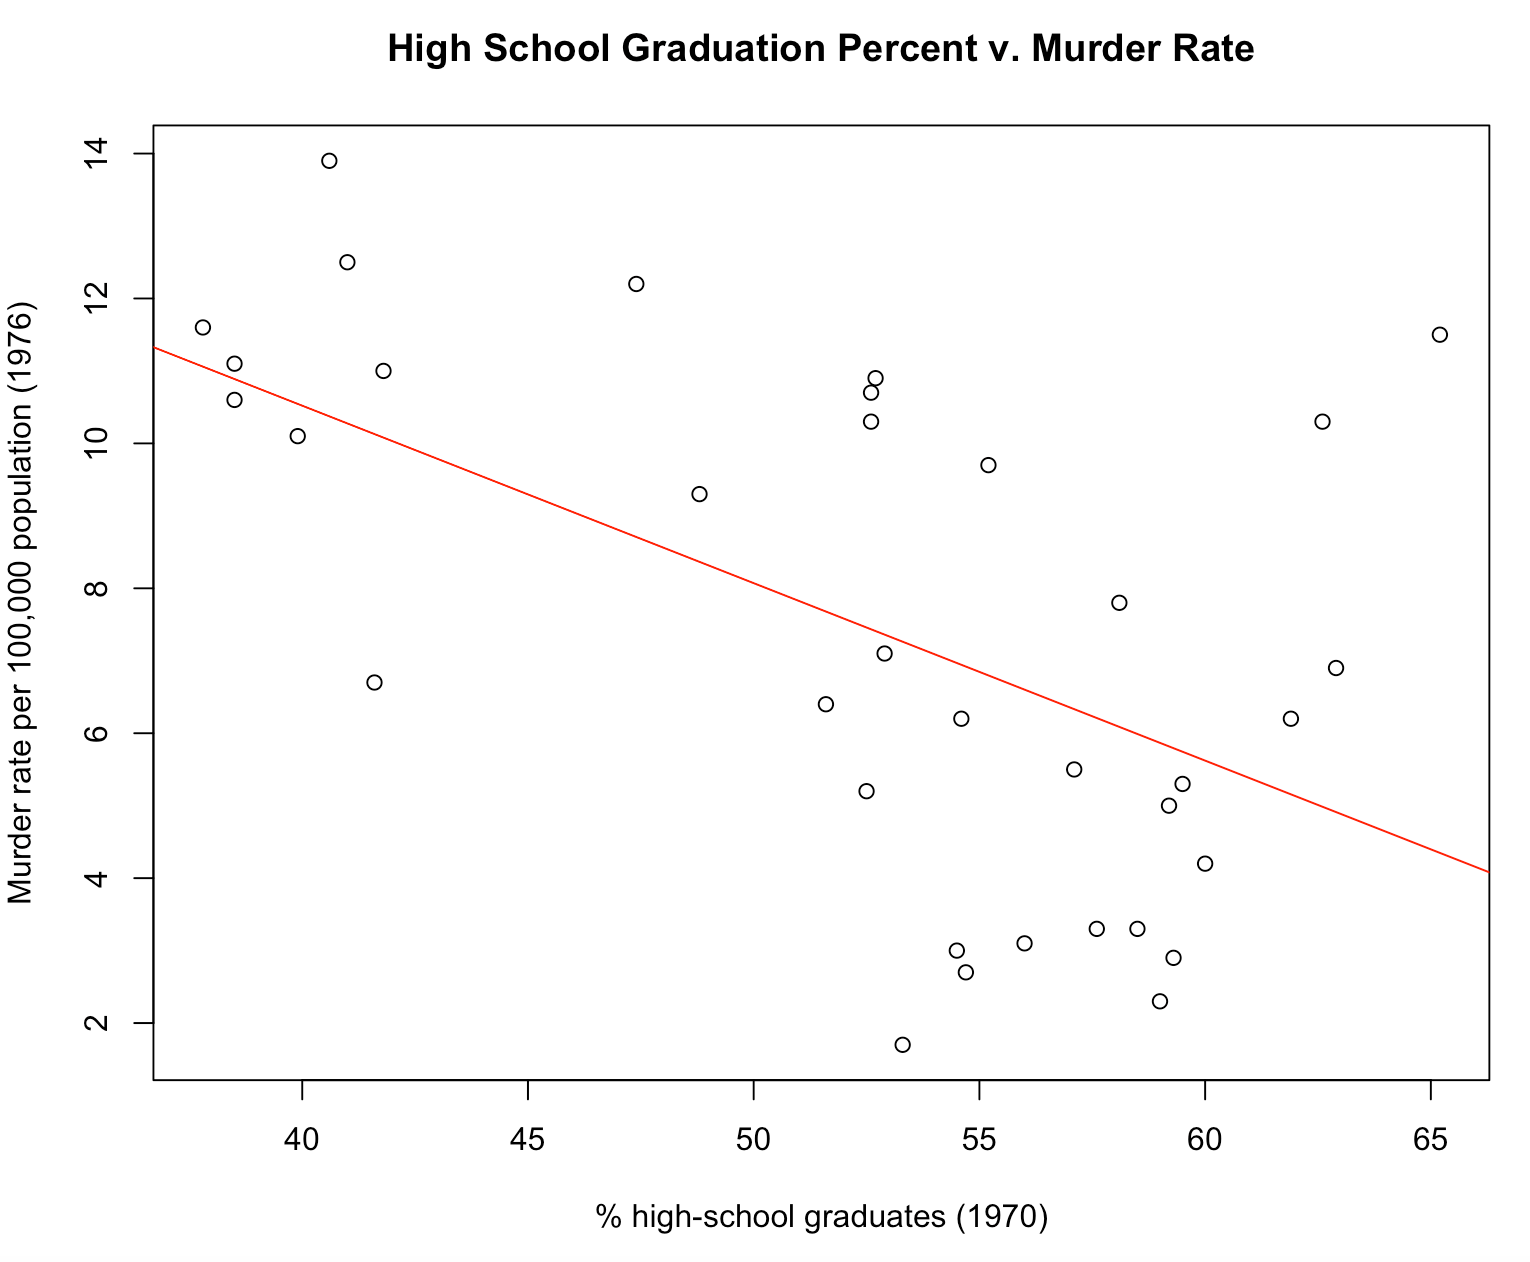 High School Graduation Percent v. Murder Rate
Murder rate per 100,000 population (1976)
14
12
10
8
6
4
2
40 45 50 55 60 65
% high-school graduates (1970)